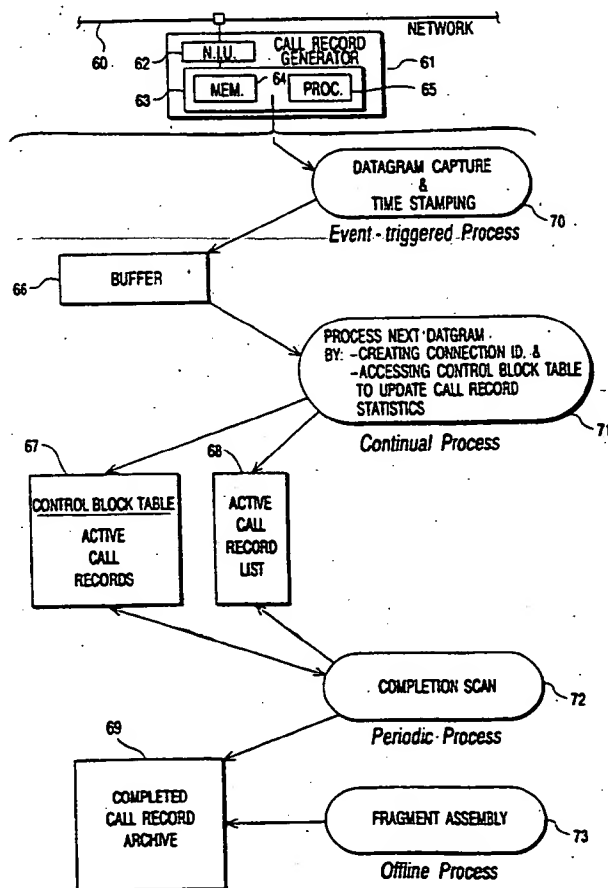 60
NETWORK
62
N.I.U.
CALL RECORD
GENERATOR
61
63
MEM.
64
PROC.
65
DATAGRAM CAPTURE
&
TIME STAMPING
70
Event-triggered Process
66
BUFFER
PROCESS NEXT DATGRAM
BY: -CREATING CONNECTION ID. &
-ACCESSING CONTROL BLOCK TABLE
TO UPDATE CALL RECORD
STATISTICS
71
Continual Process
67
CONTROL BLOCK TABLE
ACTIVE
CALL
RECORDS
68
ACTIVE
CALL
RECORD
LIST
COMPLETION SCAN
72
Periodic Process
69
COMPLETED
CALL RECORD
ARCHIVE
FRAGMENT ASSEMBLY
73
Offline Process